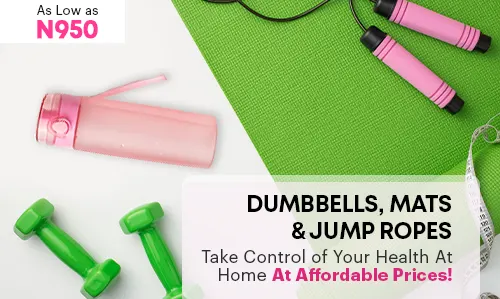 As Low as
N950
DUMBBELLS, MATS
& JUMP ROPES
Take Control of Your Health At
Home At Affordable Prices!